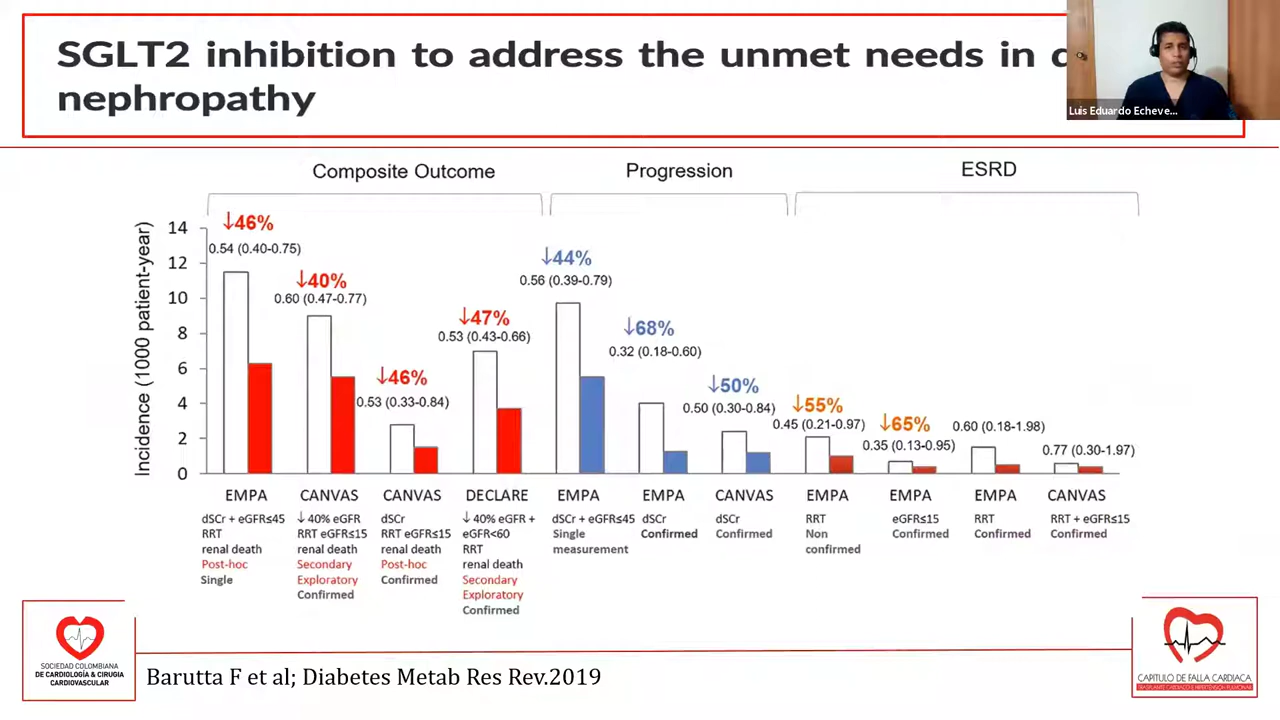 SGLT2 inhibition to address the unmet needs in
nephropathy
Luis Eduardo Echeve...
Composite Outcome
Progression
ESRD
Incidence (1000 patient-year)
14
12
10
8
6
4
2
0
↓46%
0.54 (0.40-0.75)
↓40%
0.60 (0.47-0.77)
↓46%
0.53 (0.33-0.84)
↓47%
0.53 (0.43-0.66)
↓44%
0.56 (0.39-0.79)
↓68%
0.32 (0.18-0.60)
↓50%
0.50 (0.30-0.84)
↓55%
0.45 (0.21-0.97)
↓65%
0.35 (0.13-0.95)
0.60 (0.18-1.98)
0.77 (0.30-1.97)
EMPA
dSCr + eGFR≤45
RRT
renal death
Post-hoc
Single
CANVAS
↓ 40% eGFR
RRT eGFR≤15
renal death
Secondary
Exploratory
Confirmed
CANVAS
dSCr
RRT eGFR≤15
renal death
Post-hoc
Confirmed
DECLARE
↓ 40% eGFR +
eGFR<60
RRT
renal death
Secondary
Exploratory
Confirmed
EMPA
dSCr + eGFR≤45
Single
measurement
EMPA
dSCr
Confirmed
CANVAS
dSCr
Confirmed
EMPA
RRT
Non
confirmed
EMPA
eGFR≤15
Confirmed
EMPA
RRT
Confirmed
CANVAS
RRT + eGFR≤15
Confirmed
SOCIEDAD COLOMBIANA
DE CARDIOLOGÍA & CIRUGÍA
CARDIOVASCULAR
Barutta F et al; Diabetes Metab Res Rev.2019
CAPITULO DE FALLA CARDIACA
TRASPLANTE CARDIACO E HIPERTENSIÓN PULMONAR